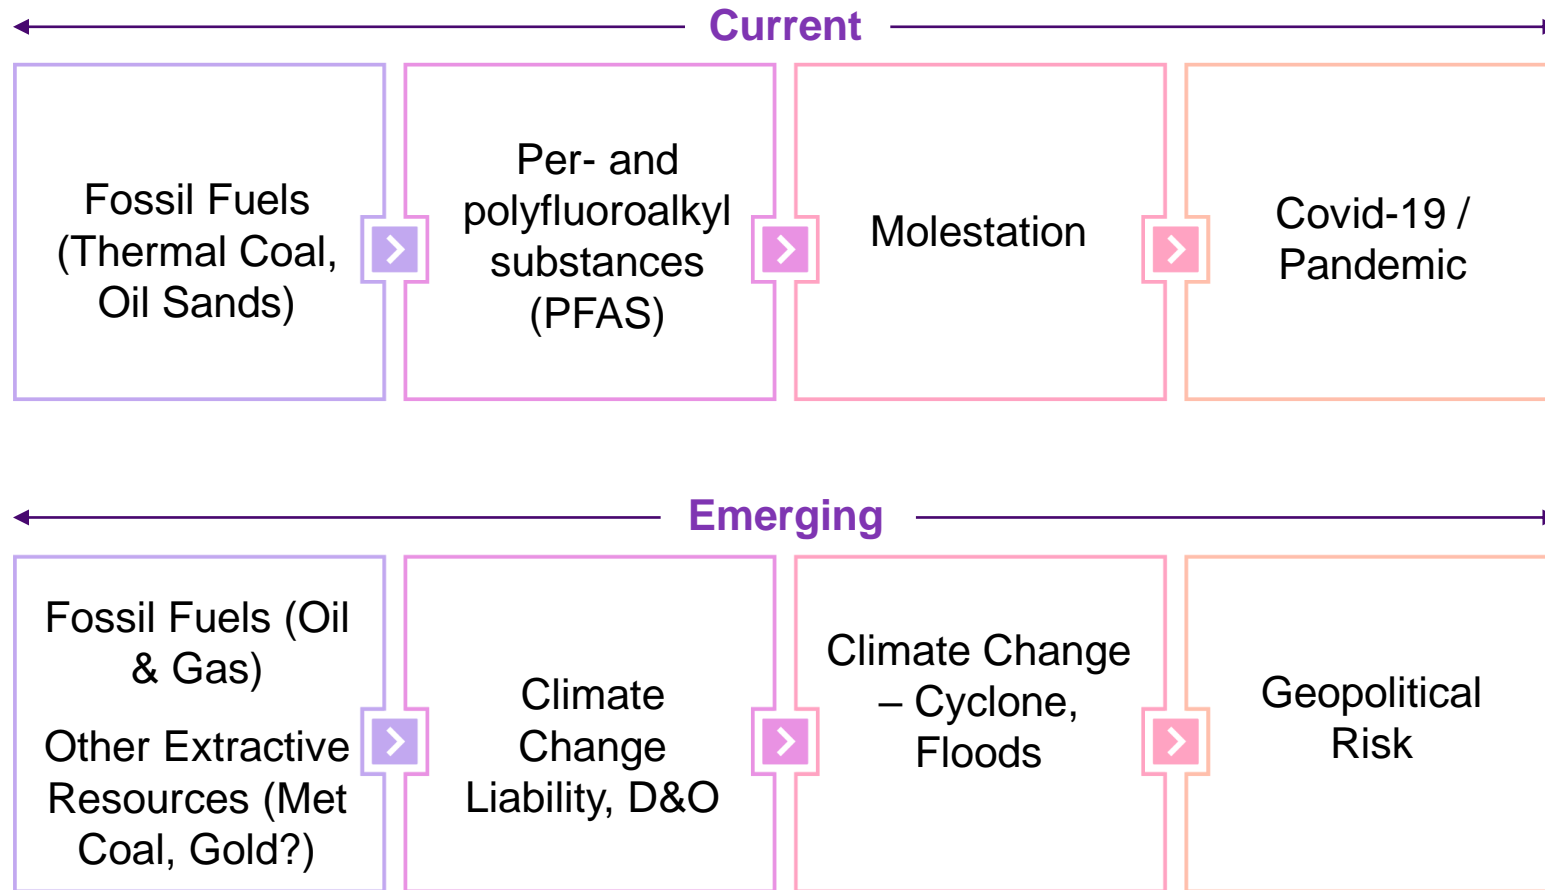 Current
Fossil Fuels
(Thermal Coal,
Oil Sands)
Per- and
polyfluoroalkyl
substances
(PFAS)
Molestation
Covid-19 /
Pandemic
Emerging
Fossil Fuels (Oil
& Gas)
Other Extractive
Resources (Met
Coal, Gold?)
Climate
Change
Liability, D&O
Climate Change
– Cyclone,
Floods
Geopolitical
Risk